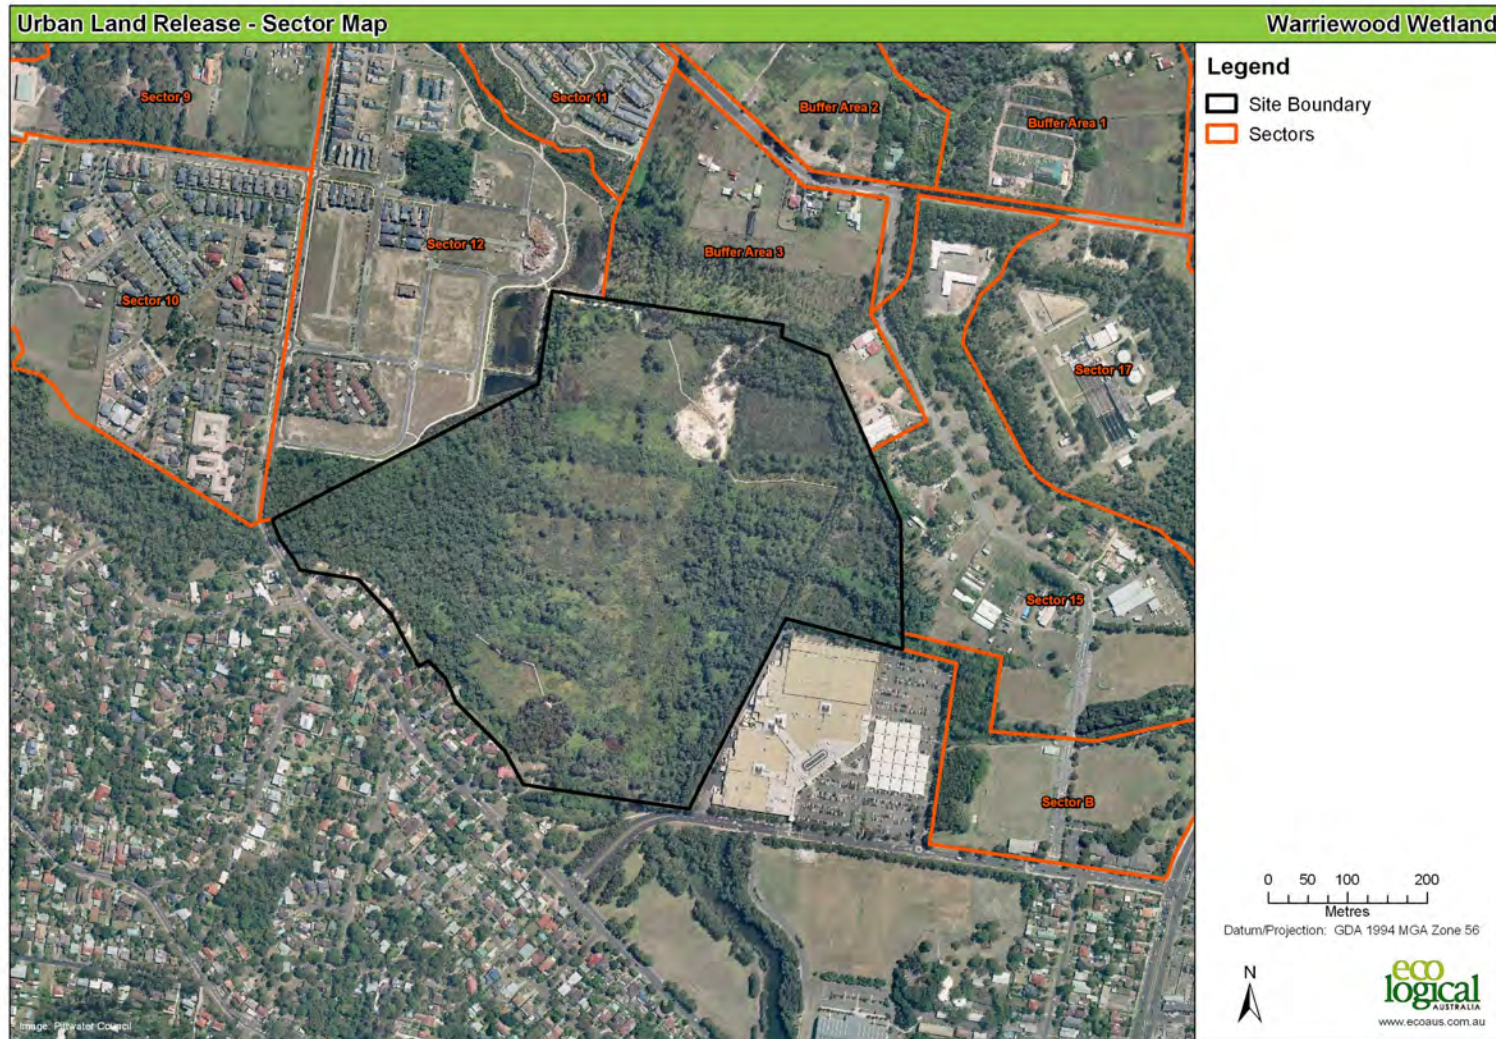 Urban Land Release - Sector Map
Warriewood Wetland
Legend
Site Boundary
Sectors
Sector 9
Sector 11
Buffer Area 2
Buffer Area 1
Sector 12
Buffer Area 3
Sector 10
Sector 17
Sector 15
Sector B
0 50 100 200
Metres
Datum/Projection: GDA 1994 MGA Zone 56
N
eco
logical
AUSTRALIA
www.ecoaus.com.au
Image: Pittwater Council